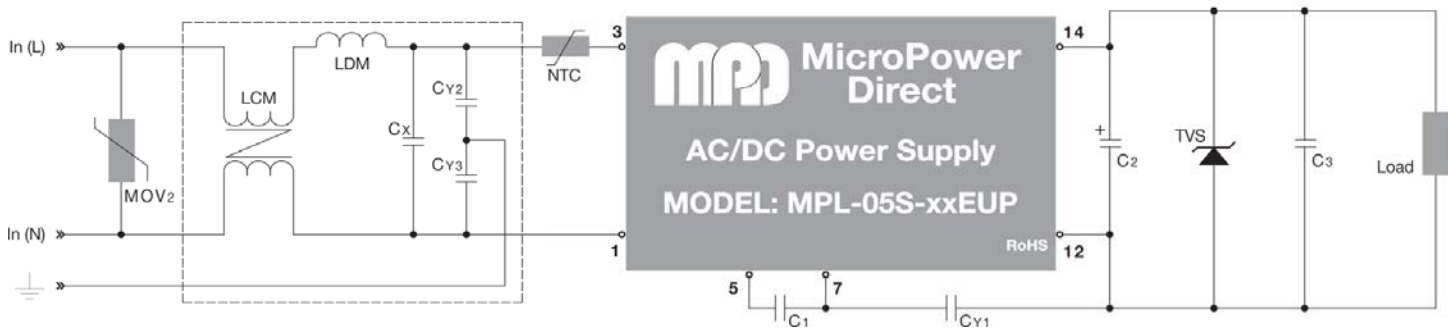 In (L)
LDM
NTC
3
MPD
MicroPower
Direct
14
LCM
CY2
CX
CY3
AC/DC Power Supply
+
C2
TVS
C3
Load
MOV2
MODEL: MPL-05S-xxEUP
In (N)
1
RoHS
12
5
7
C1
CY1